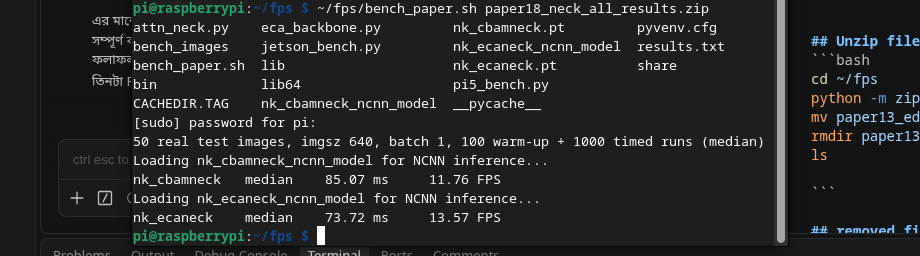 এর মানে
সম্পূর্ণ
ফলাফল
তিনটা
ctrl esc to
pi@raspberrypi:~/fps $ ~/fps/bench_paper.sh paper18_neck_all_results.zip
attn_neck.py eca_backbone.py nk_cbamneck.pt pyvenv.cfg
bench_images jetson_bench.py nk_ecaneck_ncnn_model results.txt
bench_paper.sh lib nk_ecaneck.pt share
bin lib64 pi5_bench.py
CACHEDIR.TAG nk_cbamneck_ncnn_model __pycache__
[sudo] password for pi:
50 real test images, imgsz 640, batch 1, 100 warm-up + 1000 timed runs (median)
Loading nk_cbamneck_ncnn_model for NCNN inference...
nk_cbamneck median 85.07 ms 11.76 FPS
Loading nk_ecaneck_ncnn_model for NCNN inference...
nk_ecaneck median 73.72 ms 13.57 FPS
pi@raspberrypi:~/fps $
## Unzip file
```bash
cd ~/fps
python -m zip
mv paper13_ed
rmdir paper13
ls
```
## removed fi
Problems Output Debug Console Terminal Ports Comments